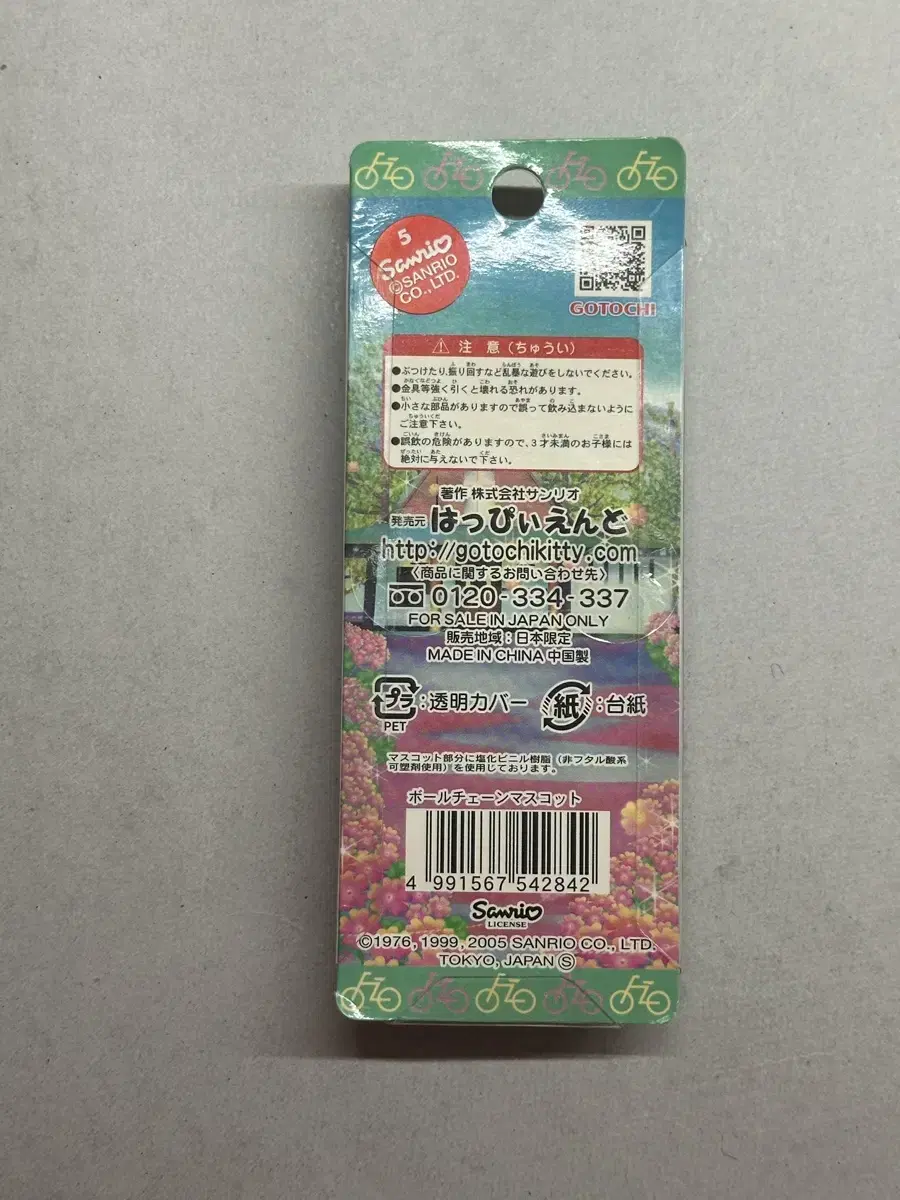 5
Sanrio
©SANRIO
CO.,LTD.
GOTOCHI
⚠ 注 意 (ちゅうい)
●ぶつけたり,振り回すなど乱暴な遊びをしないでください。
●金具等強く引くと壊れる恐れがあります。
●小さな部品がありますので誤って飲み込まないように
ご注意下さい。
●誤飲の危険がありますので、3才未満のお子様には
絶対に与えないで下さい。
著作 株式会社サンリオ
発売元 はっぴぃえんど
http://gotochikitty.com
〈商品に関するお問い合わせ先〉
0120-334-337
FOR SALE IN JAPAN ONLY
販売地域:日本限定
MADE IN CHINA 中国製
プラ:透明カバー 紙:台紙
PET
マスコット部分に塩化ビニル樹脂(非フタル酸系
可塑剤使用)を使用しております。
ボールチェーンマスコット
4 991567 542842
Sanrio
LICENSE
©1976, 1999, 2005 SANRIO CO., LTD.
TOKYO, JAPAN Ⓢ